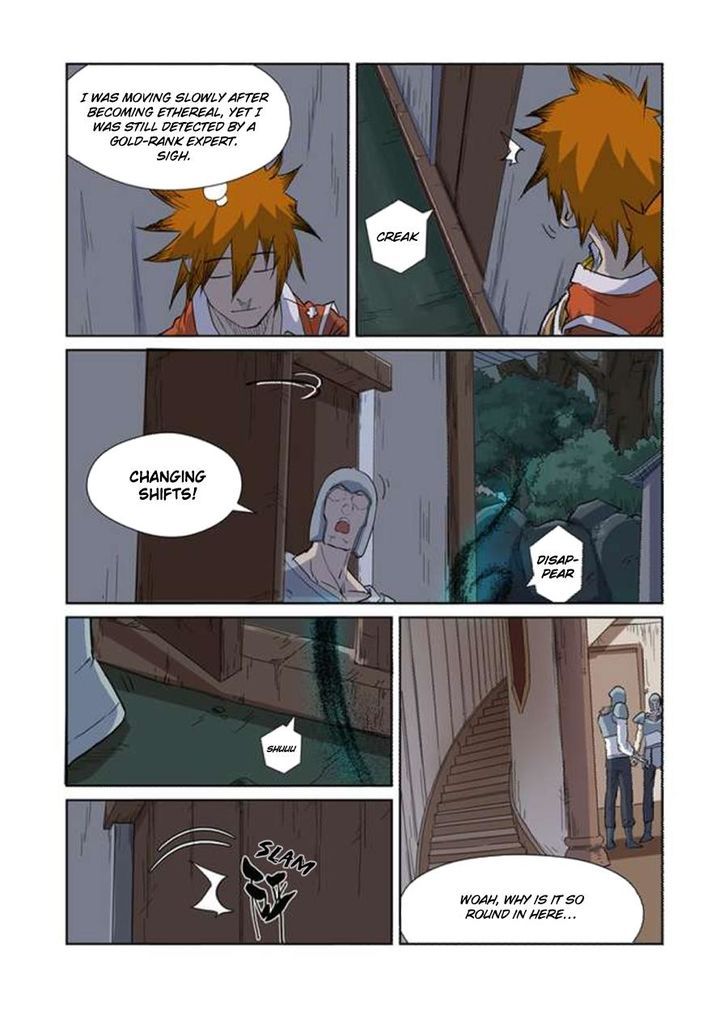 I WAS MOVING SLOWLY AFTER
BECOMING ETHEREAL, YET I
WAS STILL DETECTED BY A
GOLD-RANK EXPERT.
SIGH.
CREAK
CHANGING
SHIFTS!
DISAP-
PEAR
SHUUU
SLAM
WOAH, WHY IS IT SO
ROUND IN HERE...